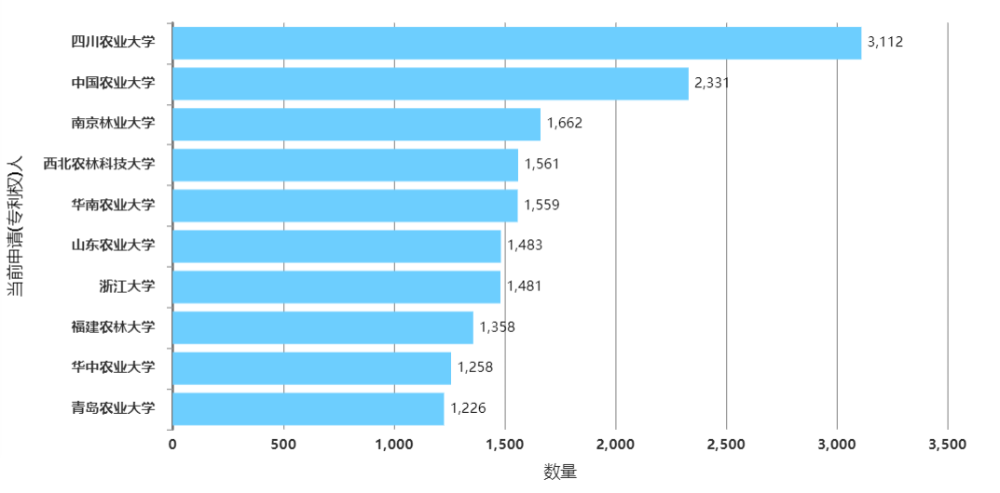 四川农业大学 3,112
中国农业大学 2,331
南京林业大学 1,662
西北农林科技大学 1,561
华南农业大学 1,559
山东农业大学 1,483
浙江大学 1,481
福建农林大学 1,358
华中农业大学 1,258
青岛农业大学 1,226
当前申请(专利权)人
0 500 1,000 1,500 2,000 2,500 3,000 3,500
数量